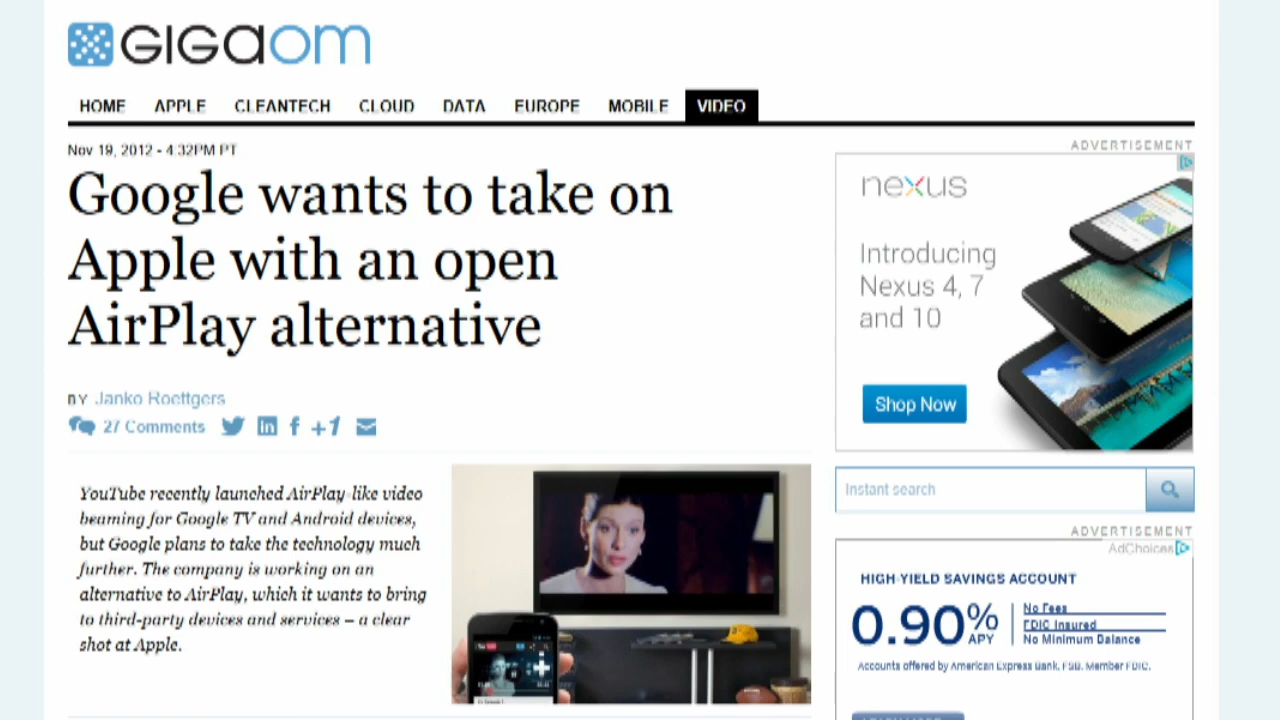 GIGAOM
HOME APPLE CLEANTECH CLOUD DATA EUROPE MOBILE VIDEO
Nov 19, 2012 - 4:32PM PT
Google wants to take on
Apple with an open
AirPlay alternative
BY Janko Roettgers
27 Comments
+1
YouTube recently launched AirPlay-like video
beaming for Google TV and Android devices,
but Google plans to take the technology much
further. The company is working on an
alternative to AirPlay, which it wants to bring
to third-party devices and services – a clear
shot at Apple.
ADVERTISEMENT
nexus
Introducing
Nexus 4, 7
and 10
Shop Now
Instant search
ADVERTISEMENT
AdChoices
HIGH-YIELD SAVINGS ACCOUNT
0.90% APY
No Fees
FDIC Insured
No Minimum Balance
Accounts offered by American Express Bank, FSB. Member FDIC.